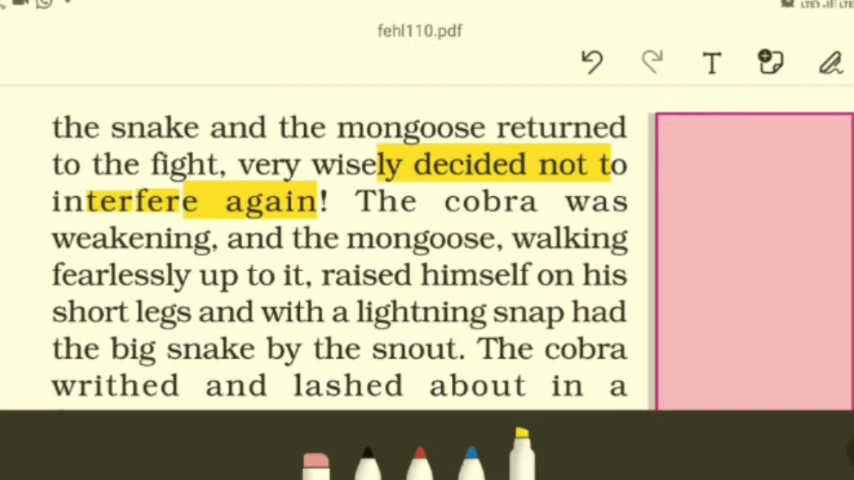 fehl110.pdf
T
the snake and the mongoose returned
to the fight, very wisely decided not to
interfere again! The cobra was
weakening, and the mongoose, walking
fearlessly up to it, raised himself on his
short legs and with a lightning snap had
the big snake by the snout. The cobra
writhed and lashed about in a